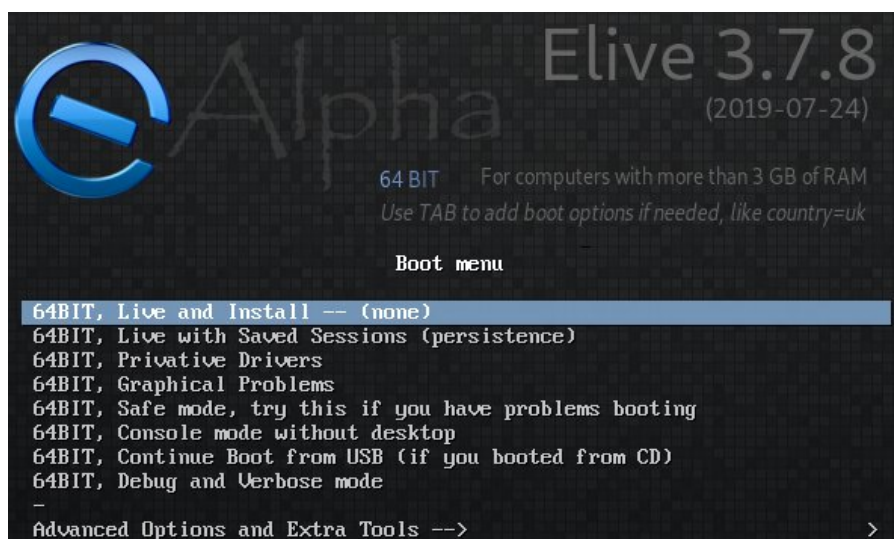 Alpha
Elive 3.7.8
(2019-07-24)
64 BIT For computers with more than 3 GB of RAM
Use TAB to add boot options if needed, like country=uk
Boot menu
64BIT, Live and Install -- (none)
64BIT, Live with Saved Sessions (persistence)
64BIT, Privative Drivers
64BIT, Graphical Problems
64BIT, Safe mode, try this if you have problems booting
64BIT, Console mode without desktop
64BIT, Continue Boot from USB (if you booted from CD)
64BIT, Debug and Verbose mode
-
Advanced Options and Extra Tools --> >